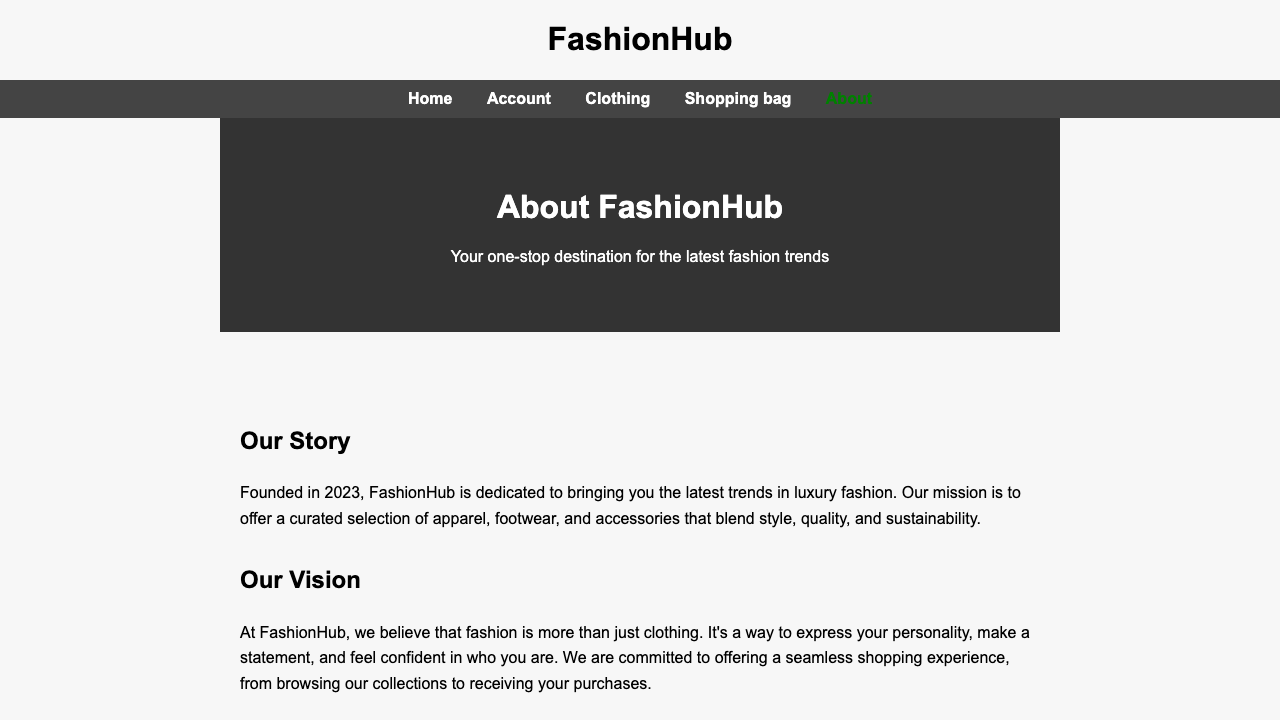 FashionHub
Home Account Clothing Shopping bag About
About FashionHub
Your one-stop destination for the latest fashion trends
Our Story
Founded in 2023, FashionHub is dedicated to bringing you the latest trends in luxury fashion. Our mission is to
offer a curated selection of apparel, footwear, and accessories that blend style, quality, and sustainability.
Our Vision
At FashionHub, we believe that fashion is more than just clothing. It's a way to express your personality, make a
statement, and feel confident in who you are. We are committed to offering a seamless shopping experience,
from browsing our collections to receiving your purchases.